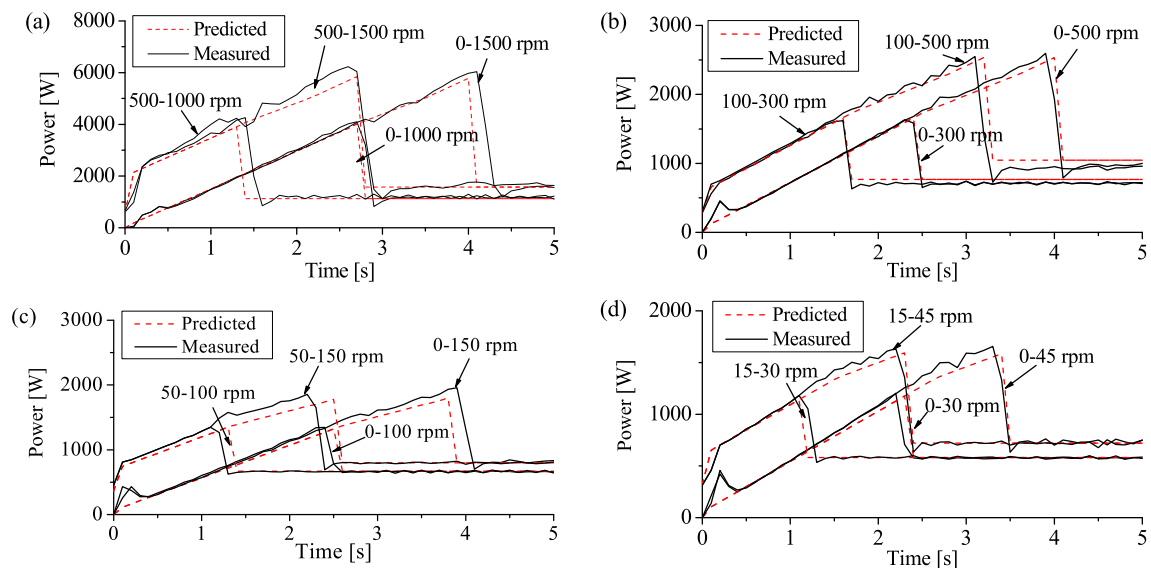 (a)
Predicted
Measured
500-1500 rpm
0-1500 rpm
500-1000 rpm
0-1000 rpm
8000
6000
4000
2000
0
Power [W]
0 1 2 3 4 5
Time [s]
(b)
Predicted
Measured
100-500 rpm
0-500 rpm
100-300 rpm
0-300 rpm
3000
2000
1000
0
Power [W]
0 1 2 3 4 5
Time [s]
(c)
Predicted
Measured
50-150 rpm
0-150 rpm
50-100 rpm
0-100 rpm
3000
2000
1000
0
Power [W]
0 1 2 3 4 5
Time [s]
(d)
Predicted
Measured
15-45 rpm
15-30 rpm
0-45 rpm
0-30 rpm
2000
1000
0
Power [W]
0 1 2 3 4 5
Time [s]